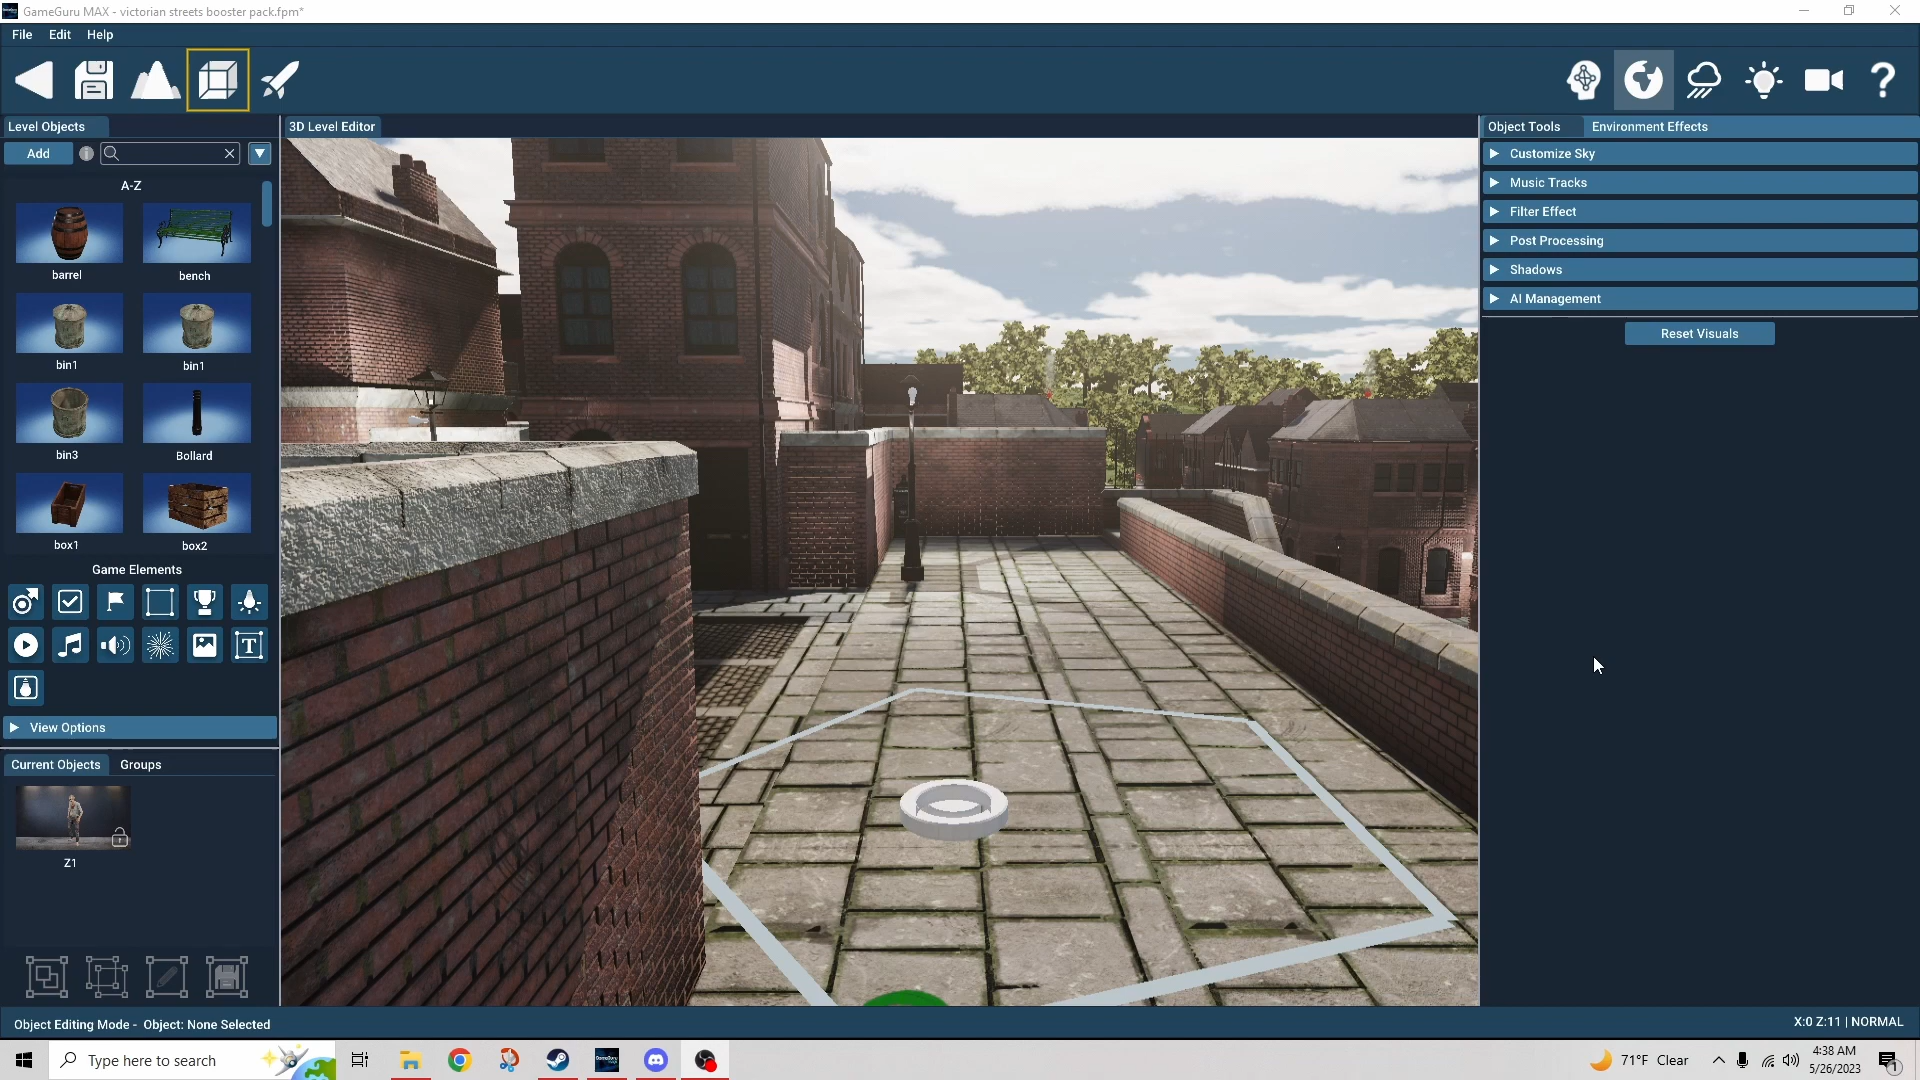 GameGuru MAX - victorian streets booster pack.fpm*
File Edit Help
Level Objects
3D Level Editor
Object Tools Environment Effects
Add
Customize Sky
A-Z
Music Tracks
Filter Effect
Post Processing
Shadows
AI Management
Reset Visuals
barrel bench
bin1 bin1
bin3 Bollard
box1 box2
Game Elements
T
View Options
Current Objects Groups
Z1
Object Editing Mode - Object: None Selected
X:0 Z:11 | NORMAL
Type here to search
71°F Clear
4:38 AM
5/26/2023
1